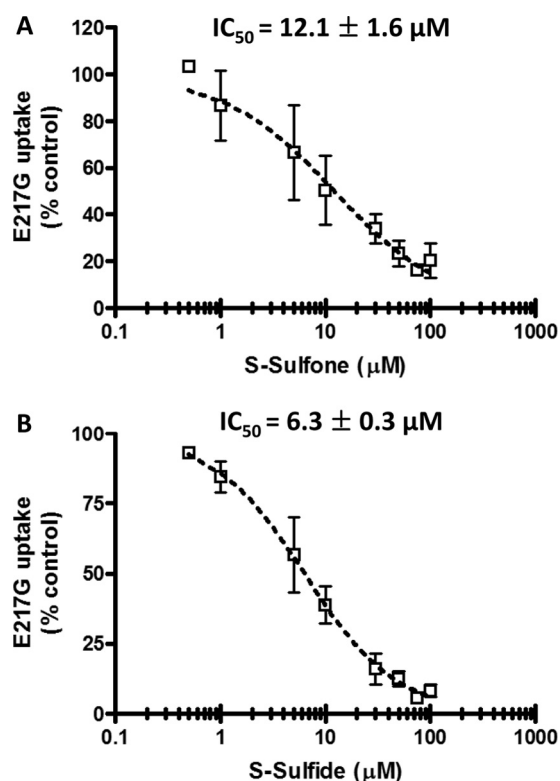 A
IC50 = 12.1 ± 1.6 µM
E217G uptake
(% control)
120
100
80
60
40
20
0
0.1 1 10 100 1000
S-Sulfone (µM)
B
IC50 = 6.3 ± 0.3 µM
E217G uptake
(% control)
100
75
50
25
0
0.1 1 10 100 1000
S-Sulfide (µM)